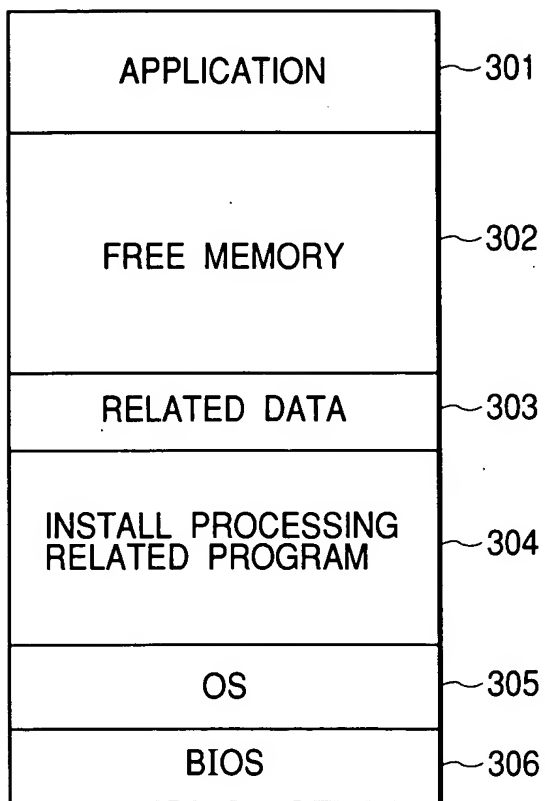 APPLICATION 301
FREE MEMORY 302
RELATED DATA 303
INSTALL PROCESSING
RELATED PROGRAM 304
OS 305
BIOS 306